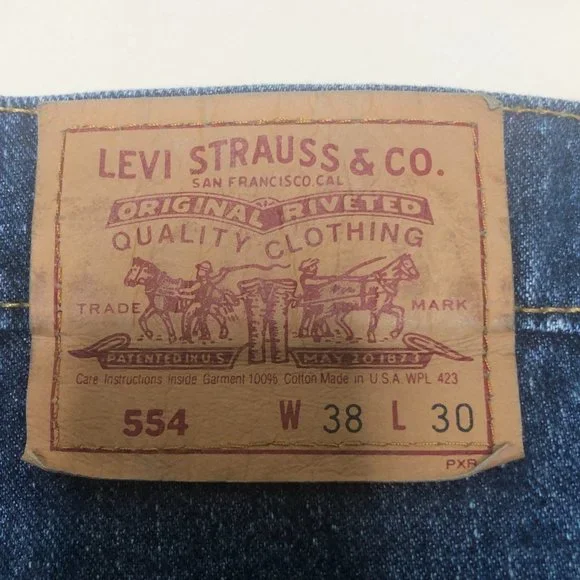 LEVI STRAUSS & CO.
SAN FRANCISCO, CAL
ORIGINAL RIVETED
QUALITY CLOTHING
TRADE MARK
PATENTED IN U.S. MAY 20 1873
Care Instructions Inside Garment 100% Cotton Made in U.S.A. WPL 423
554 W 38 L 30
PXR